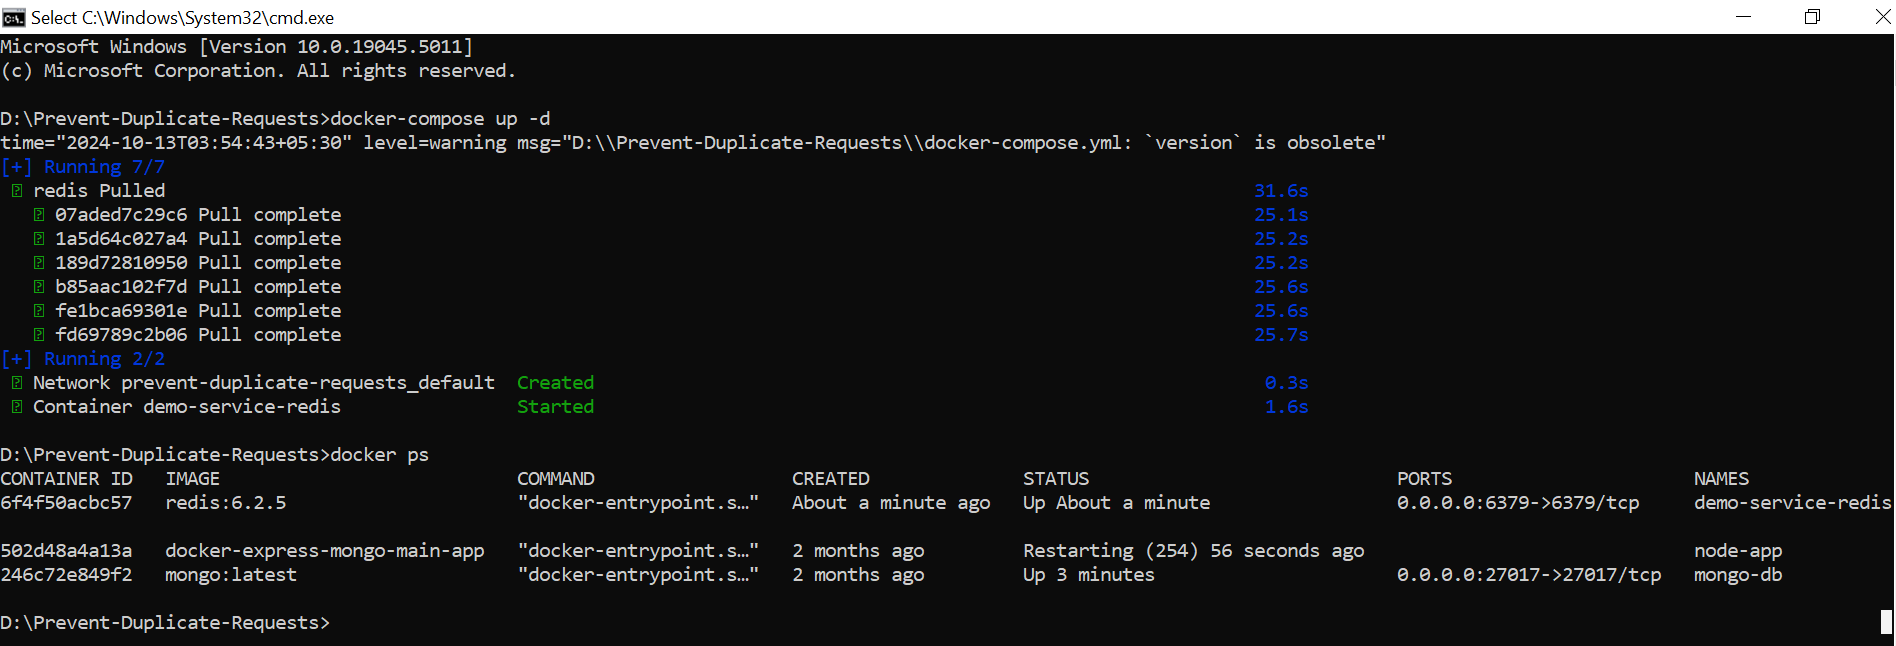 Select C:\Windows\System32\cmd.exe
Microsoft Windows [Version 10.0.19045.5011]
(c) Microsoft Corporation. All rights reserved.
D:\Prevent-Duplicate-Requests>docker-compose up -d
time="2024-10-13T03:54:43+05:30" level=warning msg="D:\\Prevent-Duplicate-Requests\\docker-compose.yml: `version` is obsolete"
[+] Running 7/7
redis Pulled 31.6s
07aded7c29c6 Pull complete 25.1s
1a5d64c027a4 Pull complete 25.2s
189d72810950 Pull complete 25.2s
b85aac102f7d Pull complete 25.6s
fe1bca69301e Pull complete 25.6s
fd69789c2b06 Pull complete 25.7s
[+] Running 2/2
Network prevent-duplicate-requests_default Created 0.3s
Container demo-service-redis Started 1.6s
D:\Prevent-Duplicate-Requests>docker ps
CONTAINER ID IMAGE COMMAND CREATED STATUS PORTS NAMES
6f4f50acbc57 redis:6.2.5 "docker-entrypoint.s…" About a minute ago Up About a minute 0.0.0.0:6379->6379/tcp demo-service-redis
502d48a4a13a docker-express-mongo-main-app "docker-entrypoint.s…" 2 months ago Restarting (254) 56 seconds ago node-app
246c72e849f2 mongo:latest "docker-entrypoint.s…" 2 months ago Up 3 minutes 0.0.0.0:27017->27017/tcp mongo-db
D:\Prevent-Duplicate-Requests>